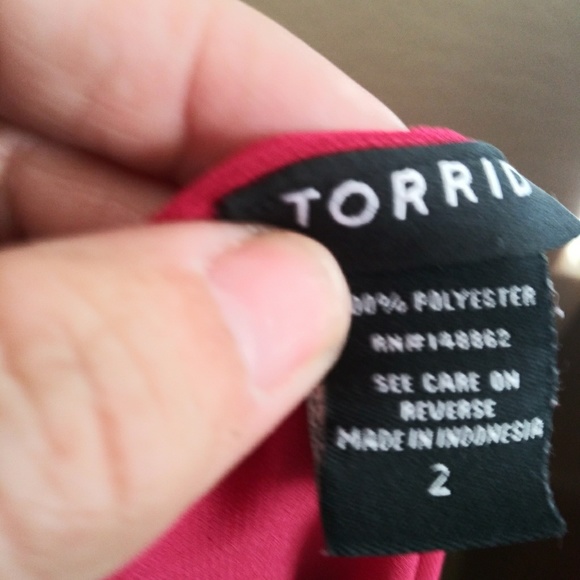 TORRID
00% POLYESTER
RN#148862
SEE CARE ON
REVERSE
MADE IN INDONESIA
2